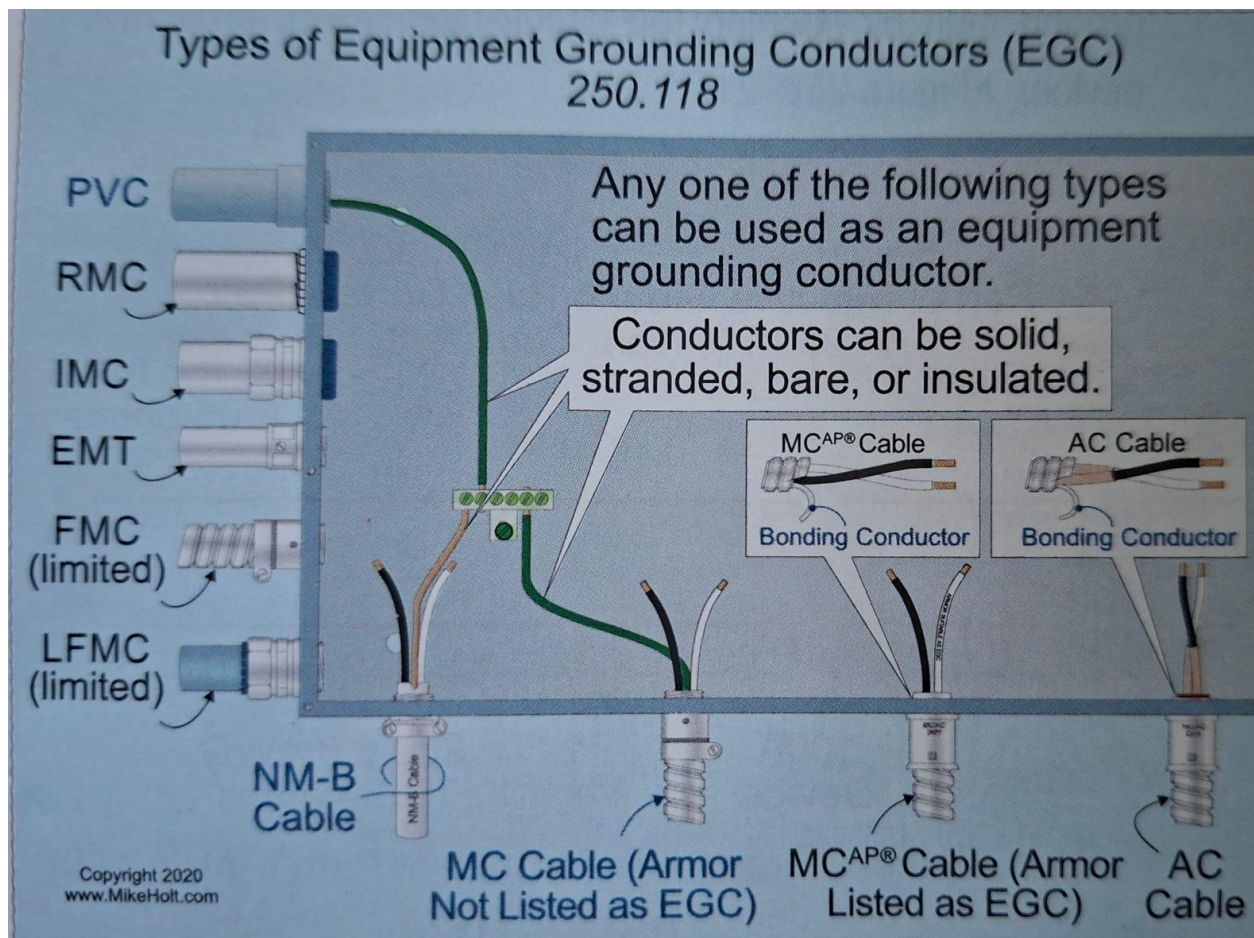 Types of Equipment Grounding Conductors (EGC)
250.118
PVC
RMC
IMC
EMT
FMC
(limited)
LFMC
(limited)
Any one of the following types
can be used as an equipment
grounding conductor.
Conductors can be solid,
stranded, bare, or insulated.
MCAP® Cable
Bonding Conductor
AC Cable
Bonding Conductor
NM-B
Cable
NM-B Cable
MC Cable (Armor
Not Listed as EGC)
MCAP® Cable (Armor
Listed as EGC)
AC
Cable
Copyright 2020
www.MikeHolt.com